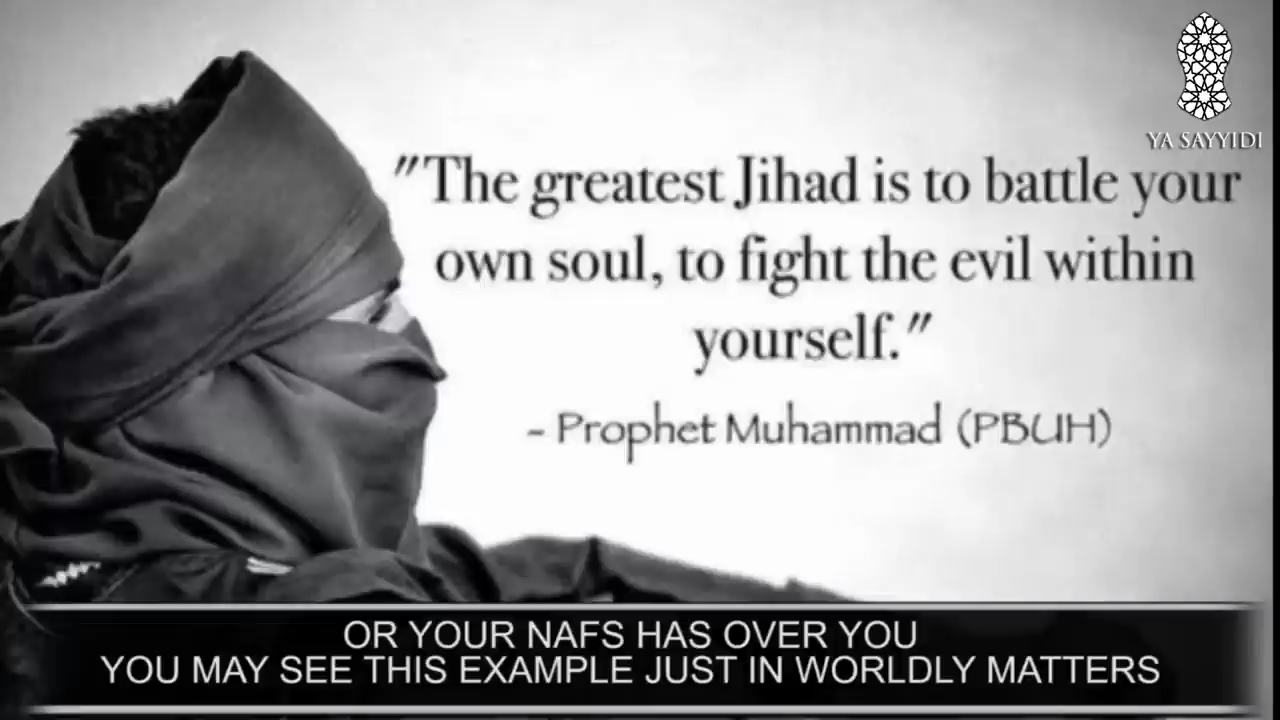 YA SAYYIDI
"The greatest Jihad is to battle your
own soul, to fight the evil within
yourself."
- Prophet Muhammad (PBUH)
OR YOUR NAFS HAS OVER YOU
YOU MAY SEE THIS EXAMPLE JUST IN WORLDLY MATTERS